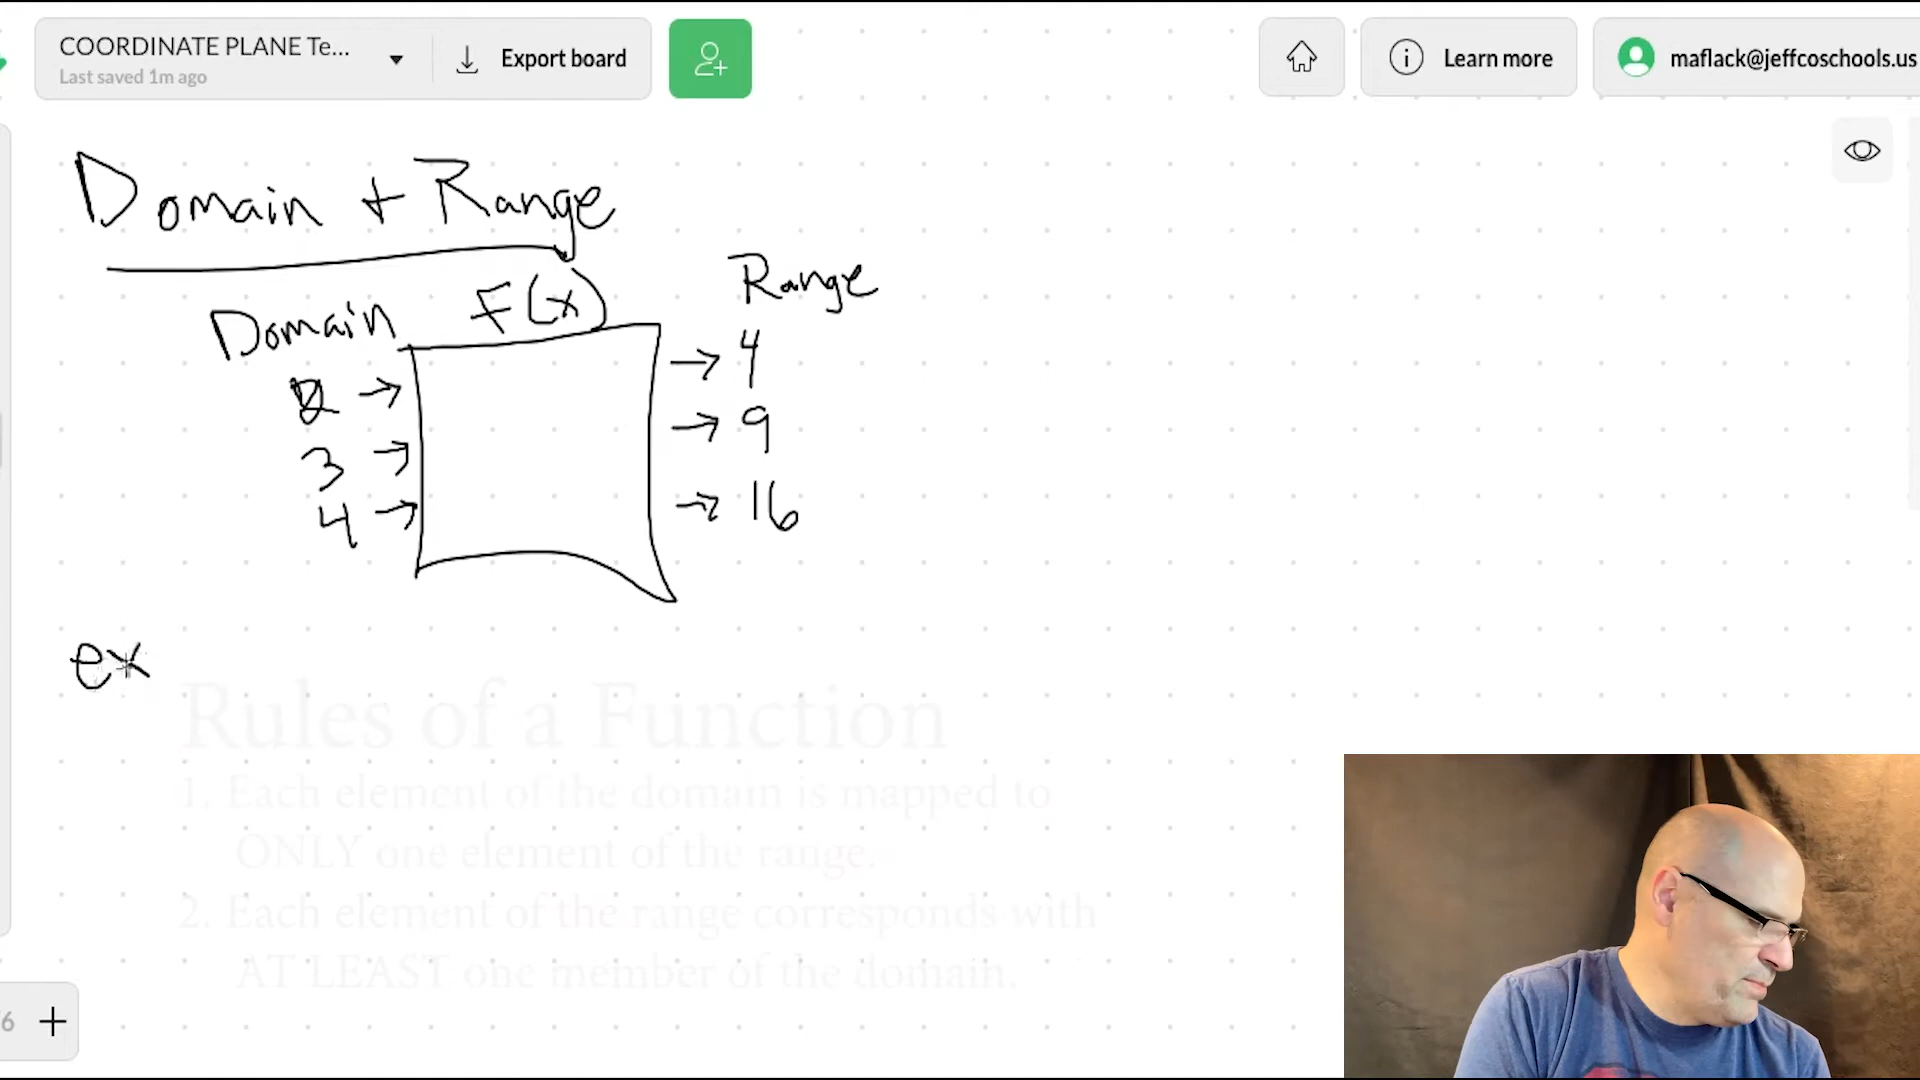 COORDINATE PLANE Te...
Last saved 1m ago
Export board
Learn more
maflack@jeffcoschools.us
Domain + Range
Domain F(x) Range
2 → → 4
3 → → 9
4 → → 16
ex
Rules of a Function
1. Each element of the domain is mapped to
ONLY one element of the range.
2. Each element of the range corresponds with
AT LEAST one member of the domain.
6 +